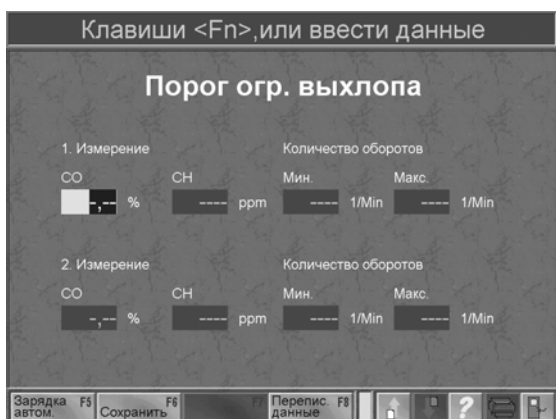 Клавиши <Fn>,или ввести данные
Порог огр. выхлопа
1. Измерение Количество оборотов
CO CH Мин. Макс.
-,-- % ---- ppm ---- 1/Min ---- 1/Min
2. Измерение Количество оборотов
CO CH Мин. Макс.
-,-- % ---- ppm ---- 1/Min ---- 1/Min
Зарядка F5 F6 F7 Перепис. F8
автом. Сохранить данные ?